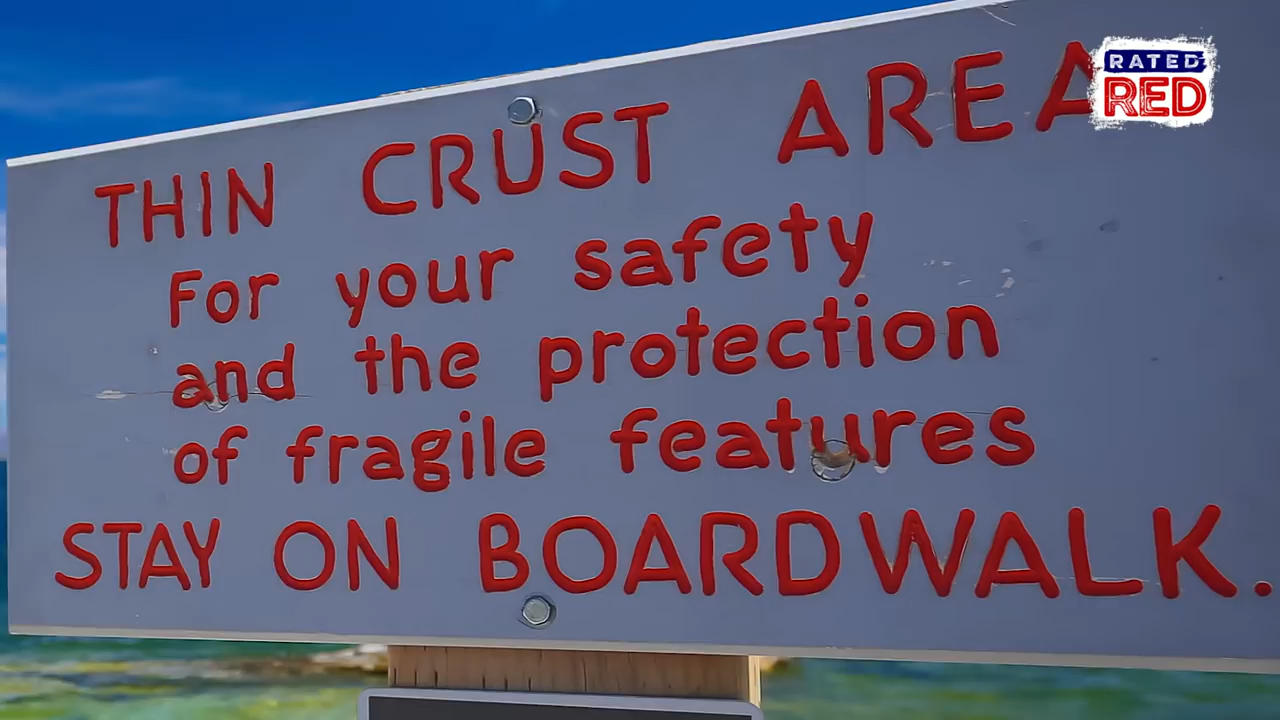 THIN CRUST AREA
For your safety
and the protection
of fragile features
STAY ON BOARDWALK.
RATED
RED